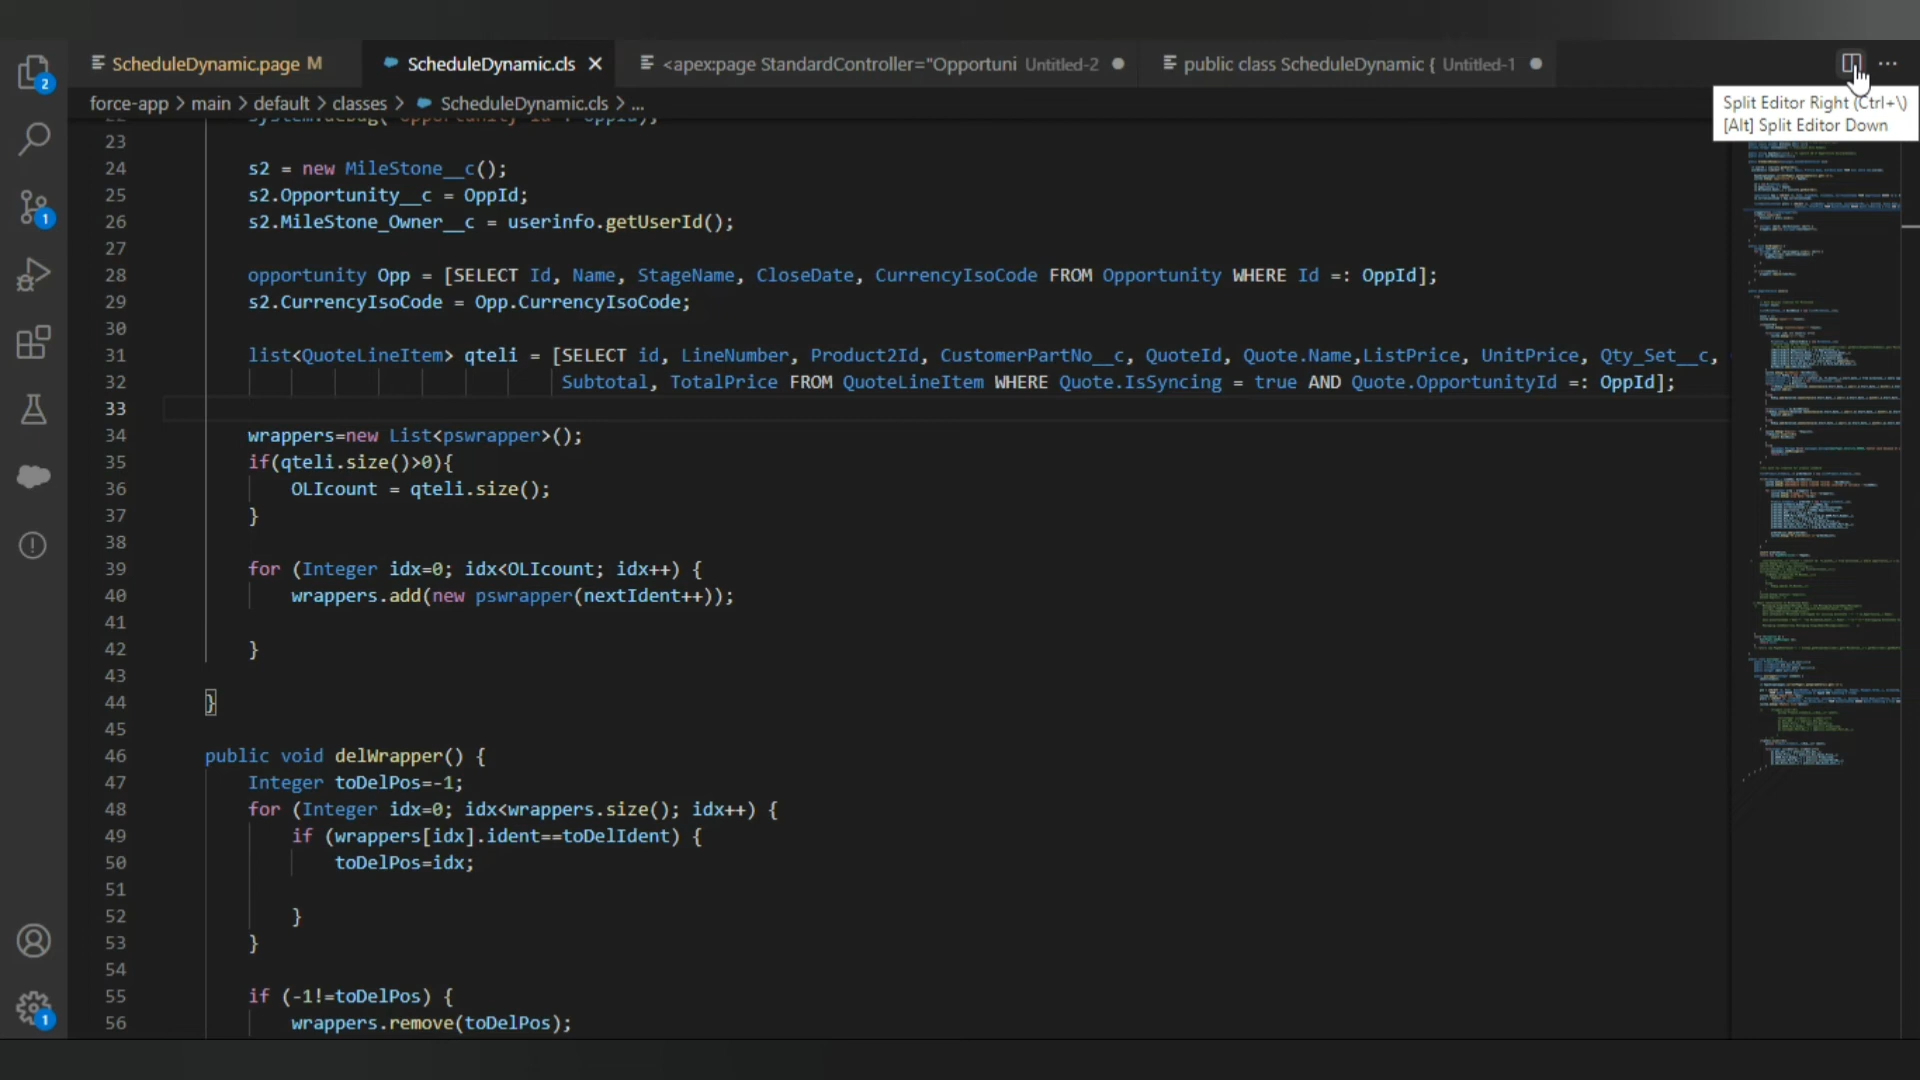 ScheduleDynamic.page M
ScheduleDynamic.cls
<apex:page StandardController="Opportuni Untitled-2
public class ScheduleDynamic { Untitled-1
Split Editor Right (Ctrl+\)
[Alt] Split Editor Down
force-app > main > default > classes > ScheduleDynamic.cls > ...
2
1
1
23
24 s2 = new MileStone__c();
25 s2.Opportunity__c = OppId;
26 s2.MileStone_Owner__c = userinfo.getUserId();
27
28 opportunity Opp = [SELECT Id, Name, StageName, CloseDate, CurrencyIsoCode FROM Opportunity WHERE Id =: OppId];
29 s2.CurrencyIsoCode = Opp.CurrencyIsoCode;
30
31 list<QuoteLineItem> qteli = [SELECT id, LineNumber, Product2Id, CustomerPartNo__c, QuoteId, Quote.Name,ListPrice, UnitPrice, Qty_Set__c,
32 Subtotal, TotalPrice FROM QuoteLineItem WHERE Quote.IsSyncing = true AND Quote.OpportunityId =: OppId];
33
34 wrappers=new List<pswrapper>();
35 if(qteli.size()>0){
36 OLIcount = qteli.size();
37 }
38
39 for (Integer idx=0; idx<OLIcount; idx++) {
40 wrappers.add(new pswrapper(nextIdent++));
41
42 }
43
44 }
45
46 public void delWrapper() {
47 Integer toDelPos=-1;
48 for (Integer idx=0; idx<wrappers.size(); idx++) {
49 if (wrappers[idx].ident==toDelIdent) {
50 toDelPos=idx;
51
52 }
53 }
54
55 if (-1!=toDelPos) {
56 wrappers.remove(toDelPos);